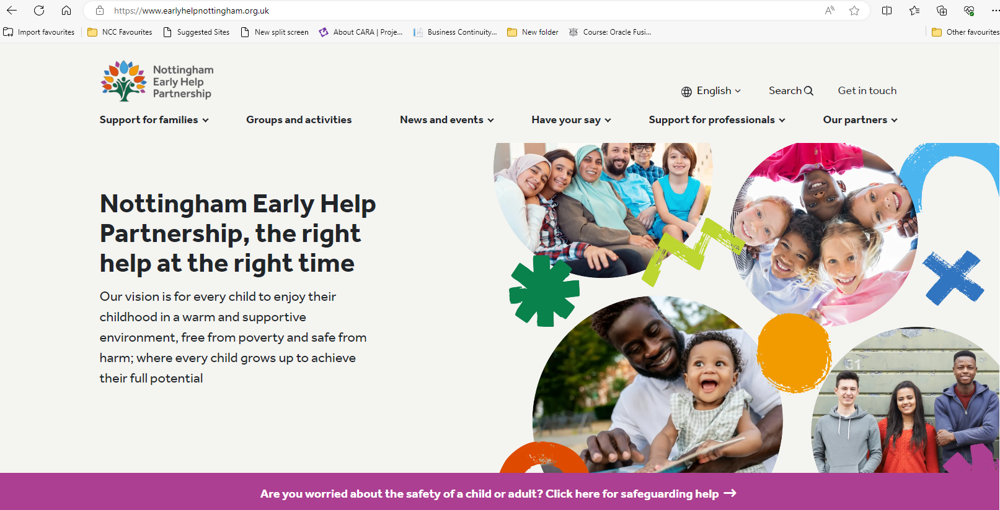 https://www.earlyhelpnottingham.org.uk
Import favourites
NCC Favourites
Suggested Sites
New split screen
About CARA | Proje...
Business Continuity...
New folder
Course: Oracle Fusi...
Other favourites
Nottingham
Early Help
Partnership
English
Search
Get in touch
Support for families
Groups and activities
News and events
Have your say
Support for professionals
Our partners
Nottingham Early Help
Partnership, the right
help at the right time
Our vision is for every child to enjoy their
childhood in a warm and supportive
environment, free from poverty and safe from
harm; where every child grows up to achieve
their full potential
Are you worried about the safety of a child or adult? Click here for safeguarding help →